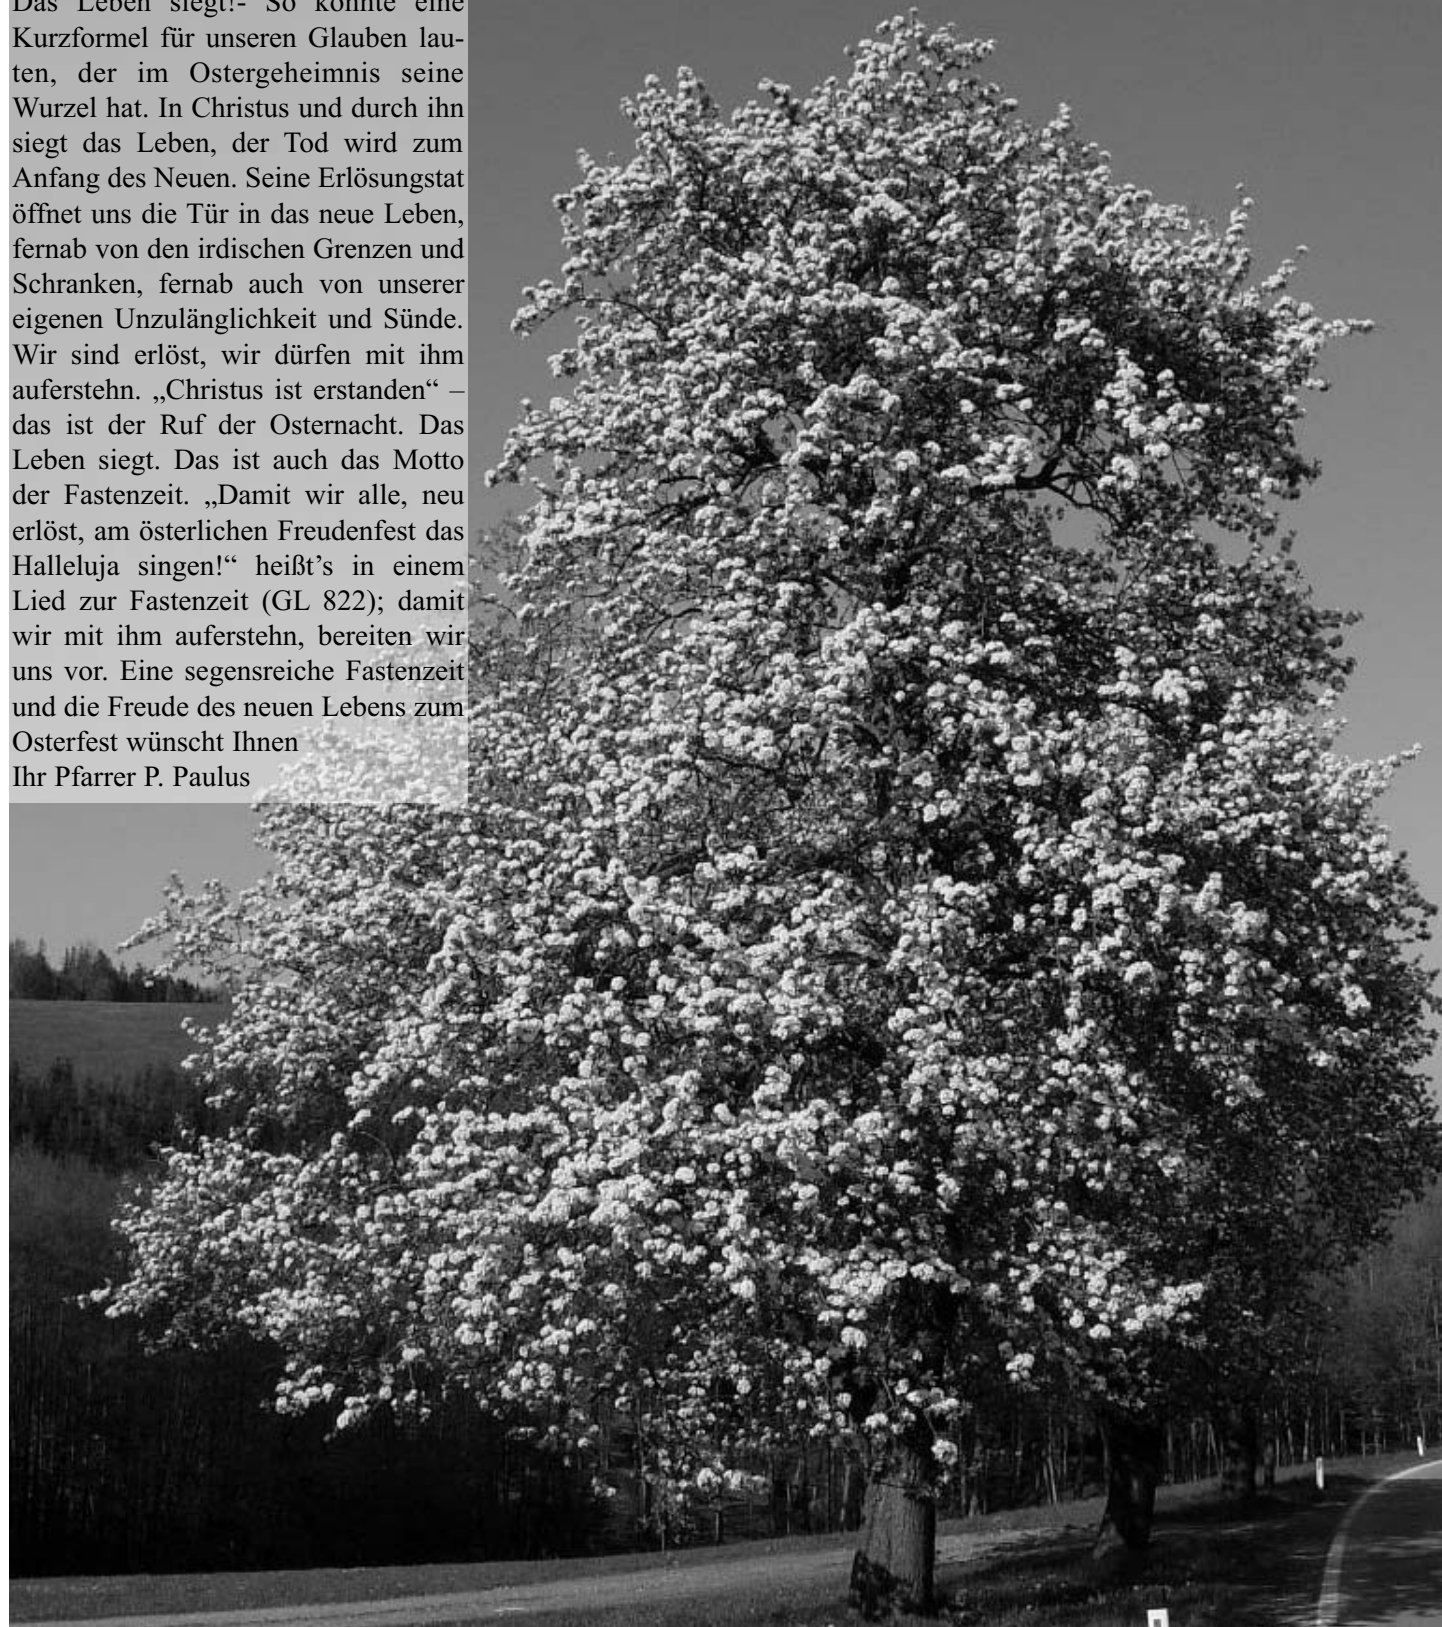 Das Leben siegt!- So könnte eine
Kurzformel für unseren Glauben lau-
ten, der im Ostergeheimnis seine
Wurzel hat. In Christus und durch ihn
siegt das Leben, der Tod wird zum
Anfang des Neuen. Seine Erlösungstat
öffnet uns die Tür in das neue Leben,
fernab von den irdischen Grenzen und
Schranken, fernab auch von unserer
eigenen Unzulänglichkeit und Sünde.
Wir sind erlöst, wir dürfen mit ihm
auferstehn. „Christus ist erstanden“ –
das ist der Ruf der Osternacht. Das
Leben siegt. Das ist auch das Motto
der Fastenzeit. „Damit wir alle, neu
erlöst, am österlichen Freudenfest das
Halleluja singen!“ heißt’s in einem
Lied zur Fastenzeit (GL 822); damit
wir mit ihm auferstehn, bereiten wir
uns vor. Eine segensreiche Fastenzeit
und die Freude des neuen Lebens zum
Osterfest wünscht Ihnen
Ihr Pfarrer P. Paulus